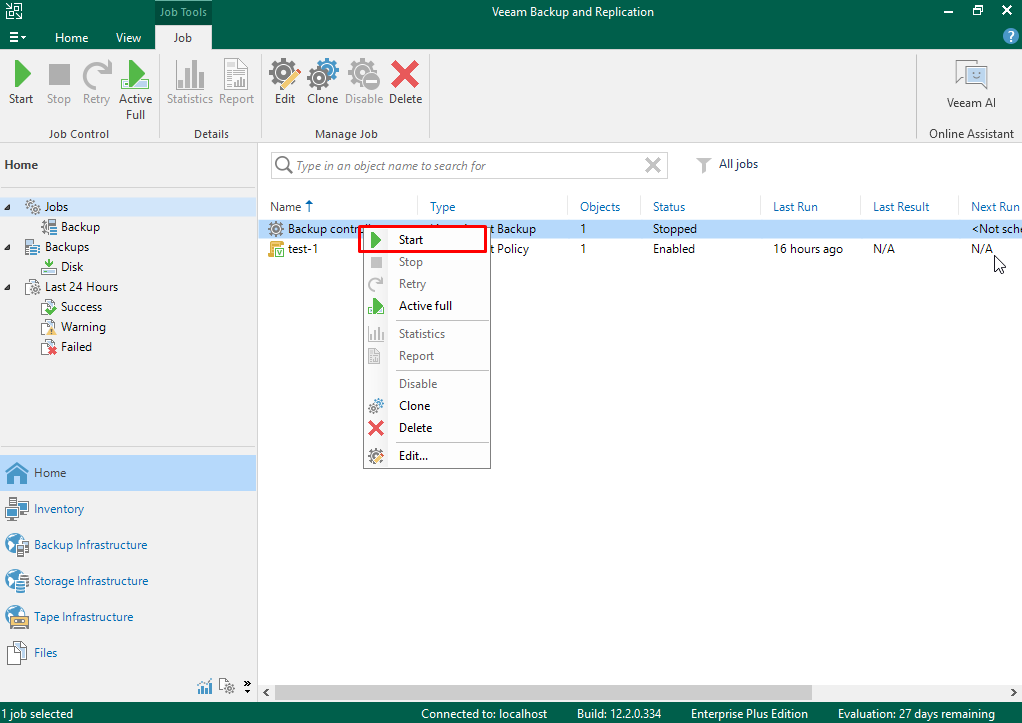 Job Tools
Veeam Backup and Replication
Home View Job
?
Start Stop Retry Active Full Statistics Report Edit Clone Disable Delete Veeam AI
Job Control Details Manage Job Online Assistant
Home
Type in an object name to search for
All jobs
Jobs
Backup
Backups
Disk
Last 24 Hours
Success
Warning
Failed
Name Type Objects Status Last Run Last Result Next Run
Backup Backup 1 Stopped <Not sch
test-1 Policy 1 Enabled 16 hours ago N/A N/A
Start
Stop
Retry
Active full
Statistics
Report
Disable
Clone
Delete
Edit...
Home
Inventory
Backup Infrastructure
Storage Infrastructure
Tape Infrastructure
Files
1 job selected Connected to: localhost Build: 12.2.0.334 Enterprise Plus Edition Evaluation: 27 days remaining